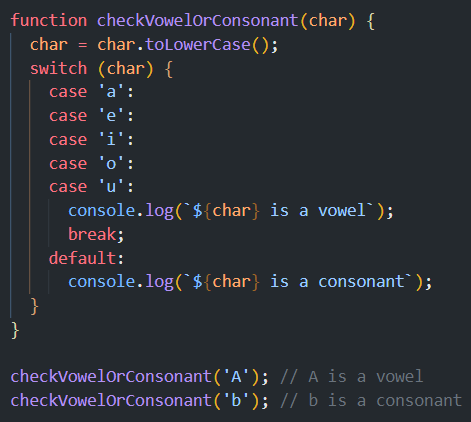 function checkVowelOrConsonant(char) {
  char = char.toLowerCase();
  switch (char) {
    case 'a':
    case 'e':
    case 'i':
    case 'o':
    case 'u':
      console.log(`${char} is a vowel`);
      break;
    default:
      console.log(`${char} is a consonant`);
  }
}

checkVowelOrConsonant('A'); // A is a vowel
checkVowelOrConsonant('b'); // b is a consonant